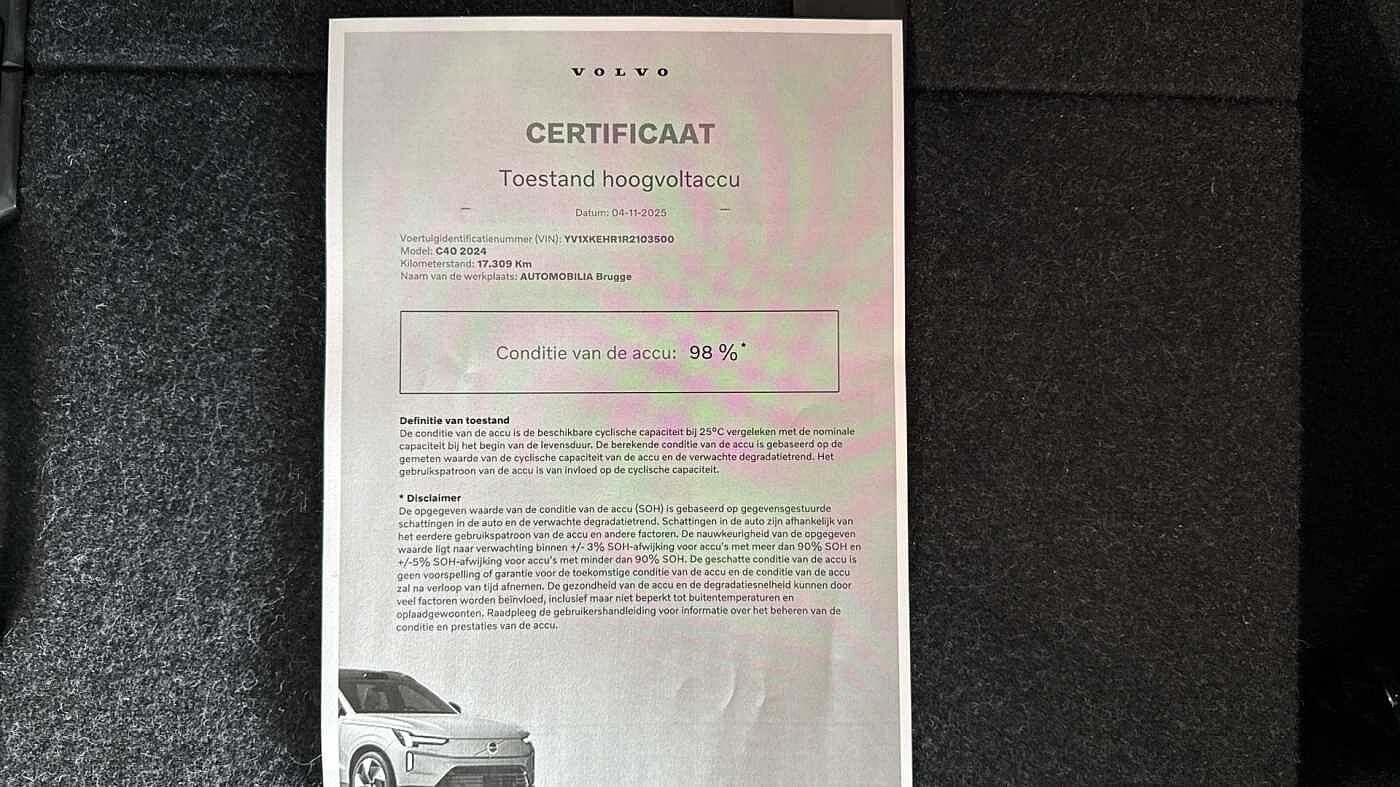 VOLVO
CERTIFICAAT
Toestand hoogvoltaccu
Datum: 04-11-2025
Voertuigidentificatienummer (VIN): YV1XKEHR1R2103500
Model: C40 2024
Kilometerstand: 17.309 Km
Naam van de werkplaats: AUTOMOBILIA Brugge
Conditie van de accu: 98 %*
Definitie van toestand
De conditie van de accu is de beschikbare cyclische capaciteit bij 25°C vergeleken met de nominale
capaciteit bij het begin van de levensduur. De berekende conditie van de accu is gebaseerd op de
gemeten waarde van de cyclische capaciteit van de accu en de verwachte degradatietrend. Het
gebruikspatroon van de accu is van invloed op de cyclische capaciteit.
* Disclaimer
De opgegeven waarde van de conditie van de accu (SOH) is gebaseerd op gegevensgestuurde
schattingen in de auto en de verwachte degradatietrend. Schattingen in de auto zijn afhankelijk van
het eerdere gebruikspatroon van de accu en andere factoren. De nauwkeurigheid van de opgegeven
waarde ligt naar verwachting binnen +/- 3% SOH-afwijking voor accu's met meer dan 90% SOH en
+/-5% SOH-afwijking voor accu's met minder dan 90% SOH. De geschatte conditie van de accu is
geen voorspelling of garantie voor de toekomstige conditie van de accu en de conditie van de accu
zal na verloop van tijd afnemen. De gezondheid van de accu en de degradatiesnelheid kunnen door
veel factoren worden beïnvloed, inclusief maar niet beperkt tot buitentemperaturen en
oplaadgewoonten. Raadpleeg de gebruikershandleiding voor informatie over het beheren van de
conditie en prestaties van de accu.